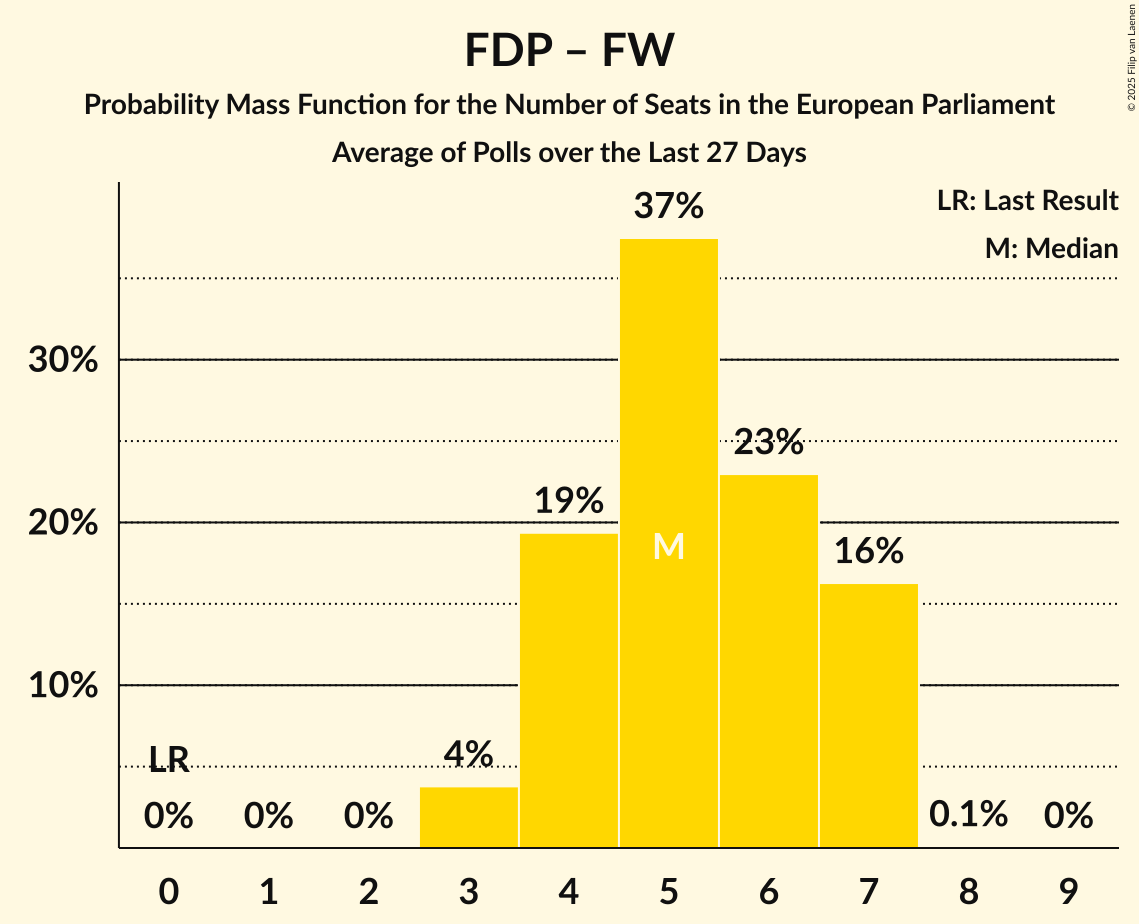 FDP – FW
Probability Mass Function for the Number of Seats in the European Parliament
Average of Polls over the Last 27 Days
© 2025 Filip van Laenen
LR: Last Result
M: Median
37%
30%
23%
19%
20%
M
16%
10%
LR
4%
0% 0% 0% 0.1% 0%
0 1 2 3 4 5 6 7 8 9